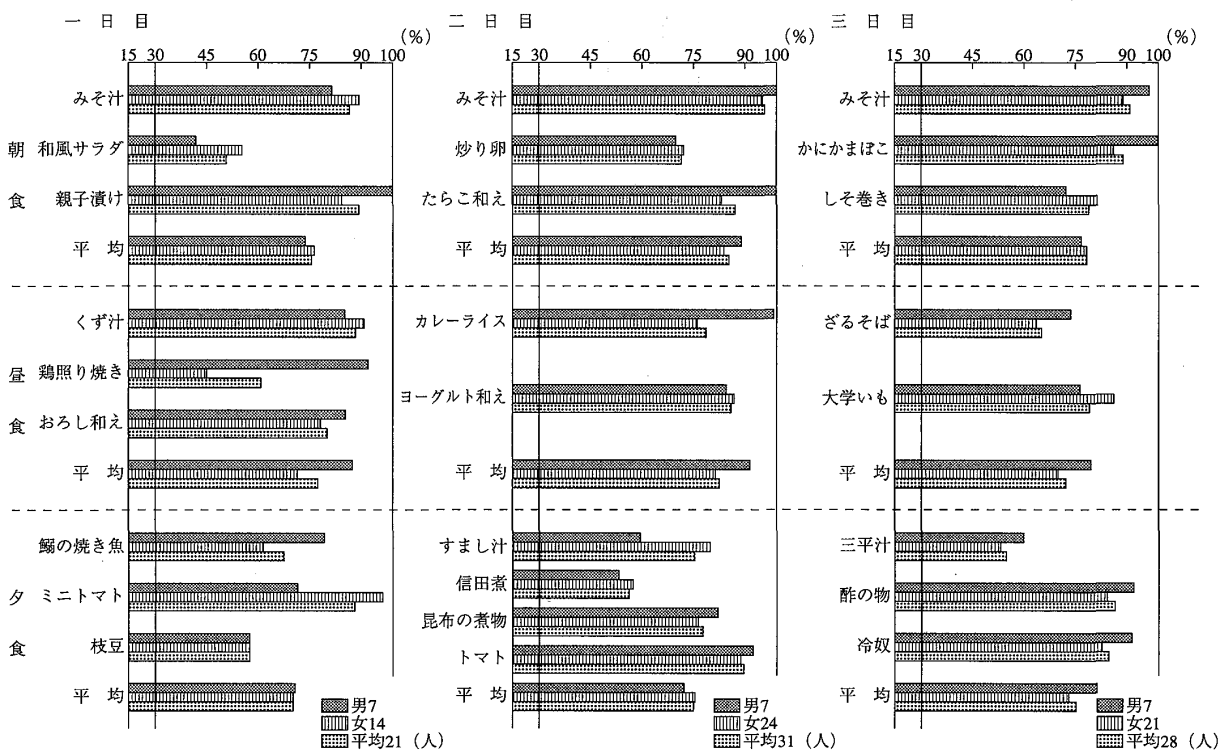 一日目
(%)
15 30 45 60 75 100
朝食
みそ汁
和風サラダ
親子漬け
平均
昼食
くず汁
鶏照り焼き
おろし和え
平均
夕食
鰯の焼き魚
ミニトマト
枝豆
平均
男7
女14
平均21(人)
二日目
(%)
15 30 45 60 75 90 100
みそ汁
炒り卵
たらこ和え
平均
カレーライス
ヨーグルト和え
平均
すまし汁
信田煮
昆布の煮物
トマト
平均
男7
女24
平均31(人)
三日目
(%)
15 30 45 60 75 90 100
みそ汁
かにかまぼこ
しそ巻き
平均
ざるそば
大学いも
平均
三平汁
酢の物
冷奴
平均
男7
女21
平均28(人)